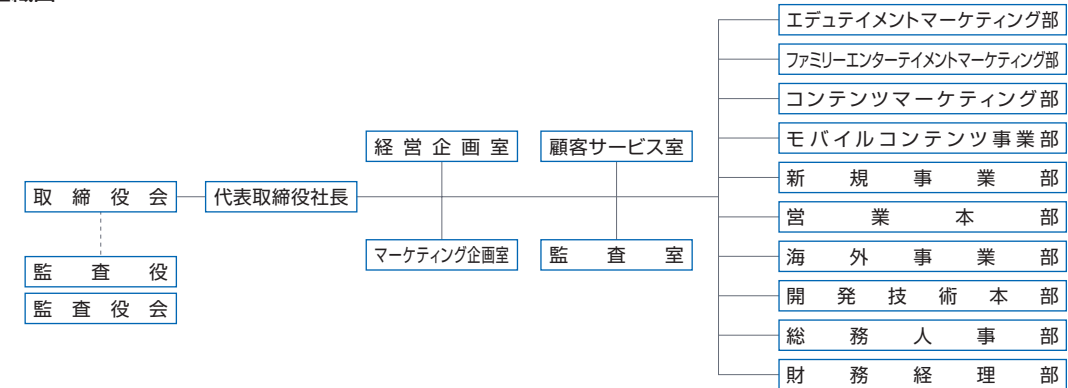 エデュテイメントマーケティング部
ファミリーエンターテイメントマーケティング部
コンテンツマーケティング部
モバイルコンテンツ事業部
経営企画室
顧客サービス室
新規事業部
取締役会
代表取締役社長
営業本部
マーケティング企画室
監査室
海外事業部
監査役
監査役会
開発技術本部
総務人事部
財務経理部